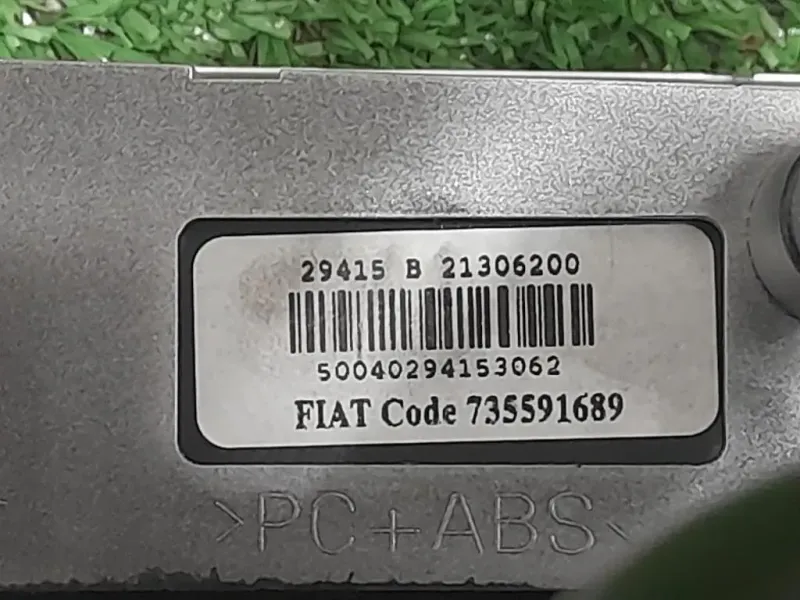 29415 B 21306200
50040294153062
FIAT Code 735591689
>PC+ABS<